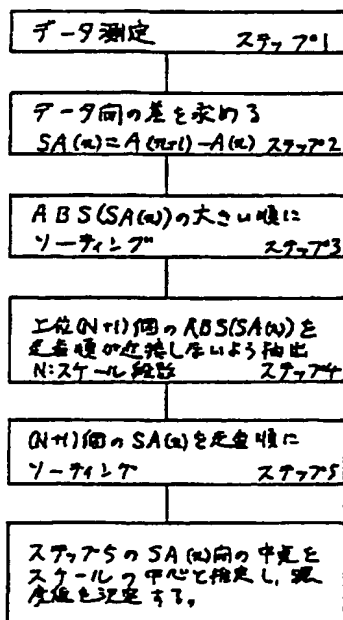 データ測定 ステップ1
データ間の差を求める
SA(n)=A(n+1)-A(n) ステップ2
ABS(SA(n))の大きい順に
ソーティング ステップ3
上位(N+1)個のABS(SA(n))を
走査順が近接しないよう抽出
N:スケール総数 ステップ4
(N+1)個のSA(n)を走査順に
ソーティング ステップ5
ステップ5のSA(n)間の中点を
スケールの中心と推定し、濃
度値を決定する。